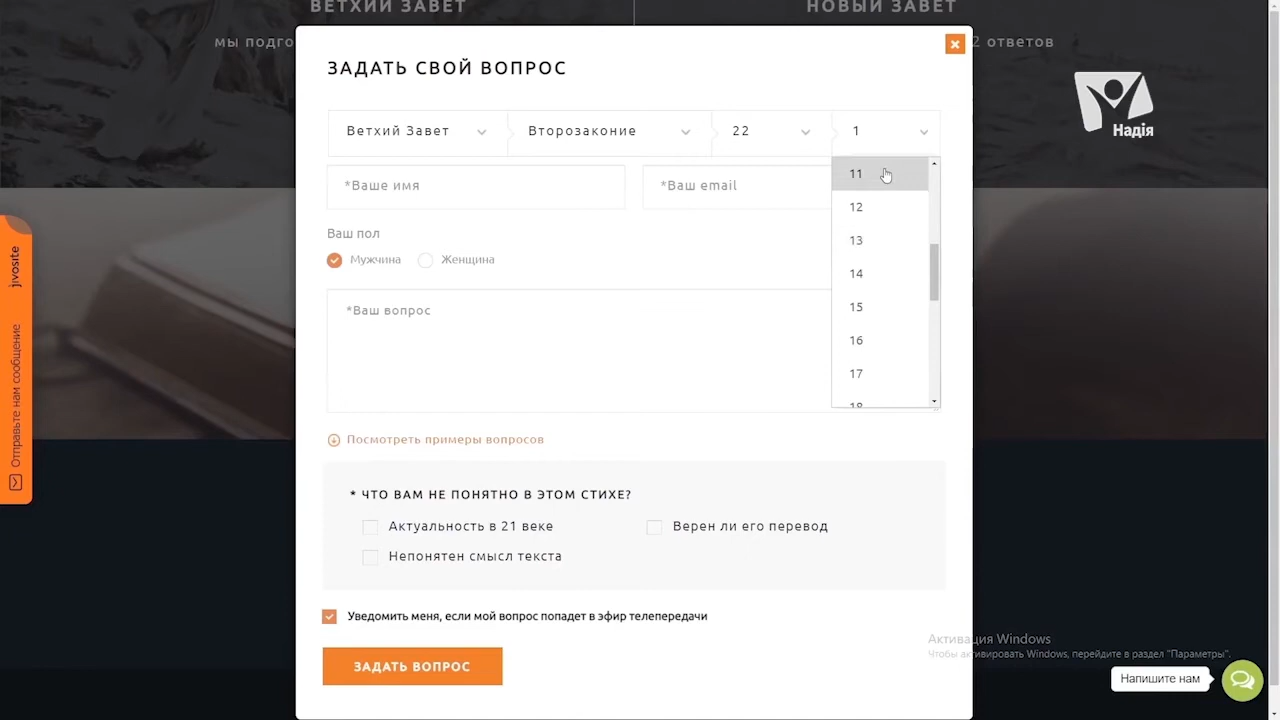 ВЕТХИЙ ЗАВЕТ
НОВЫЙ ЗАВЕТ
мы подго
2 ответов
Надія
ЗАДАТЬ СВОЙ ВОПРОС
Ветхий Завет
Второзаконие
22
1
*Ваше имя
*Ваш email
11
12
13
14
15
16
17
18
Ваш пол
Мужчина
Женщина
*Ваш вопрос
Посмотреть примеры вопросов
* ЧТО ВАМ НЕ ПОНЯТНО В ЭТОМ СТИХЕ?
Актуальность в 21 веке
Верен ли его перевод
Непонятен смысл текста
Уведомить меня, если мой вопрос попадет в эфир телепередачи
ЗАДАТЬ ВОПРОС
jivosite
Отправьте нам сообщение
Активация Windows
Чтобы активировать Windows, перейдите в раздел "Параметры".
Напишите нам